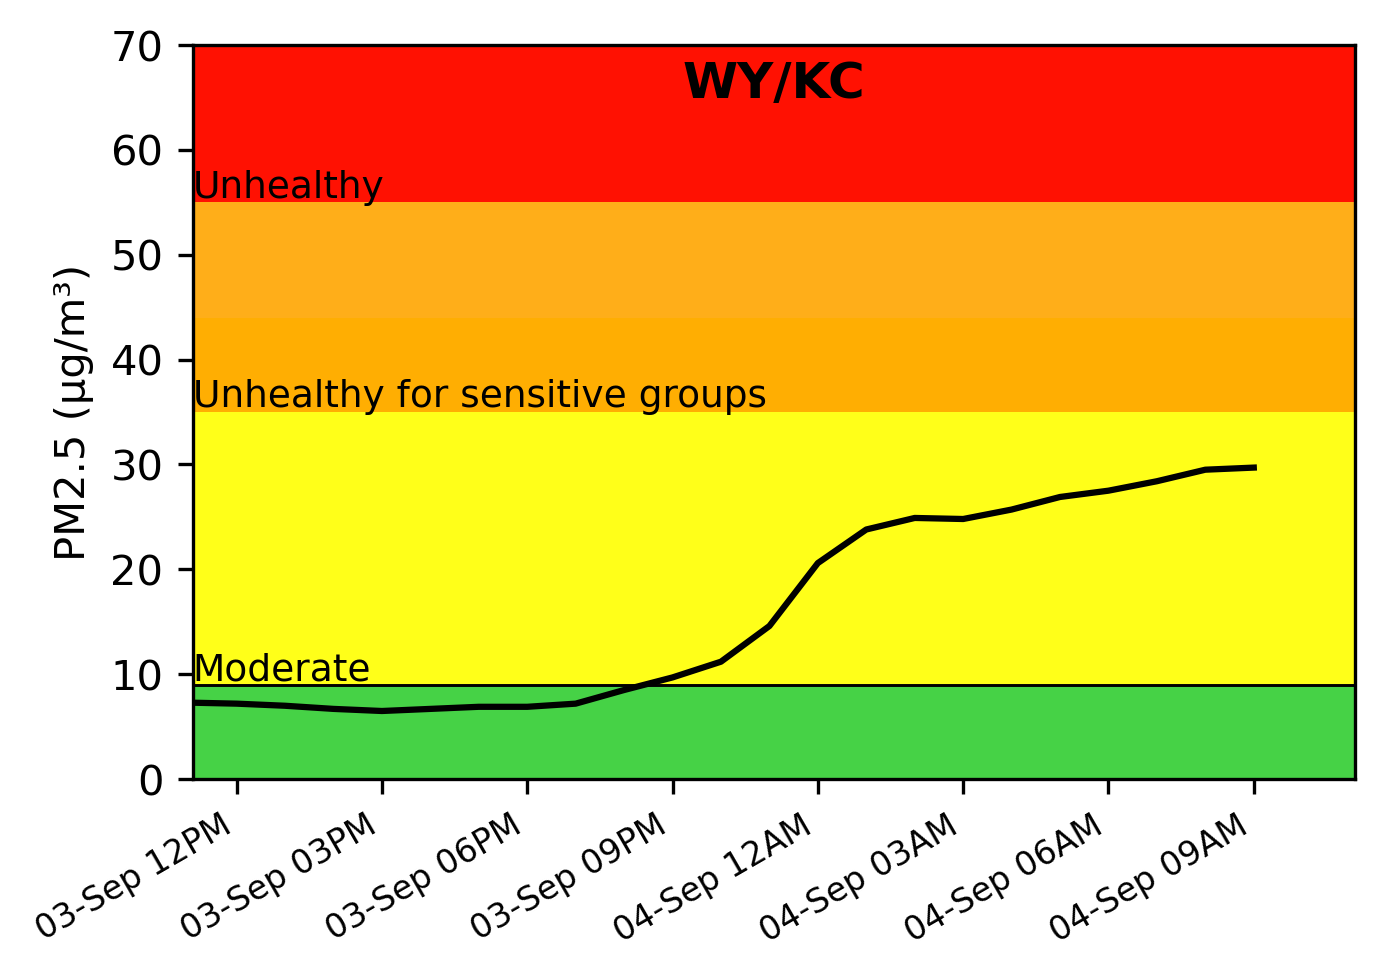 WY/KC
70
60
50
40
30
20
10
0
PM2.5 (µg/m³)
Unhealthy
Unhealthy for sensitive groups
Moderate
03-Sep 12PM
03-Sep 03PM
03-Sep 06PM
03-Sep 09PM
04-Sep 12AM
04-Sep 03AM
04-Sep 06AM
04-Sep 09AM